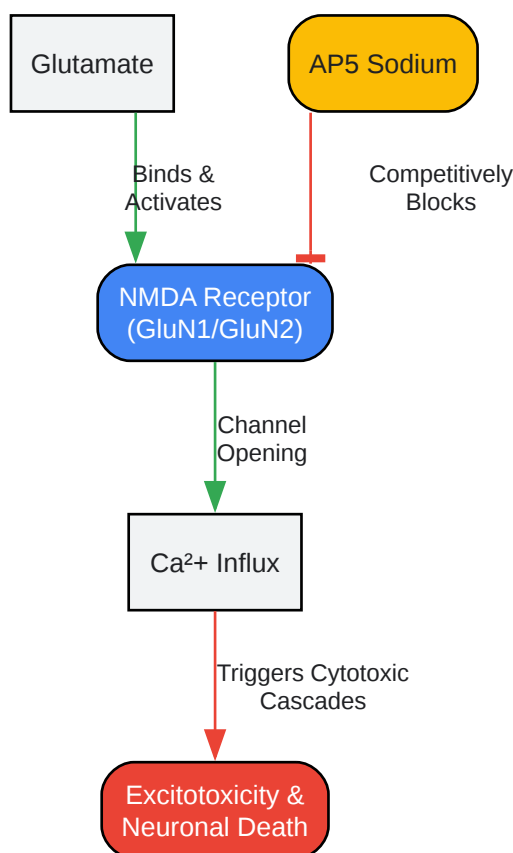 Glutamate
AP5 Sodium
Binds &
Activates
Competitively
Blocks
NMDA Receptor
(GluN1/GluN2)
Channel
Opening
Ca²+ Influx
Triggers Cytotoxic
Cascades
Excitotoxicity &
Neuronal Death